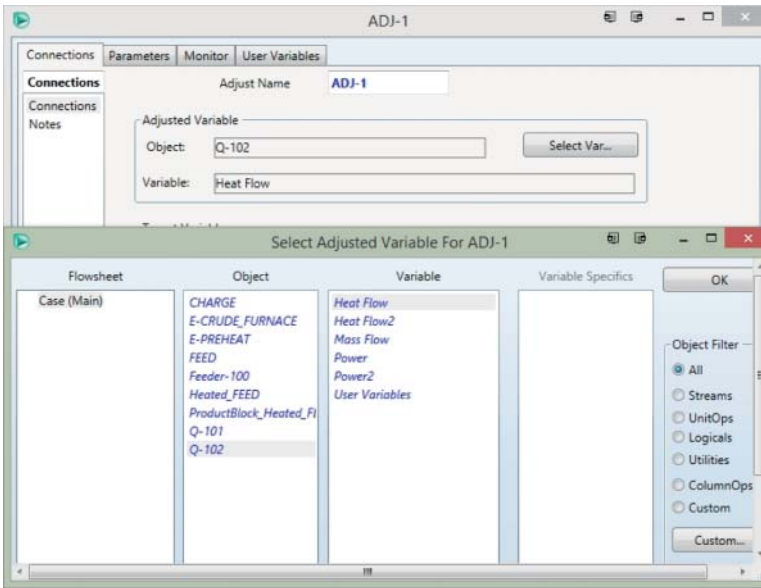 ADJ-1
Connections Parameters Monitor User Variables
Connections
Connections
Notes
Adjust Name ADJ-1
Adjusted Variable
Object: Q-102 Select Var...
Variable: Heat Flow
Select Adjusted Variable For ADJ-1
Flowsheet Object Variable Variable Specifics
Case (Main)
CHARGE
E-CRUDE_FURNACE
E-PREHEAT
FEED
Feeder-100
Heated_FEED
ProductBlock_Heated_FI
Q-101
Q-102
Heat Flow
Heat Flow2
Mass Flow
Power
Power2
User Variables
OK
Object Filter
All
Streams
UnitOps
Logicals
Utilities
ColumnOps
Custom
Custom...